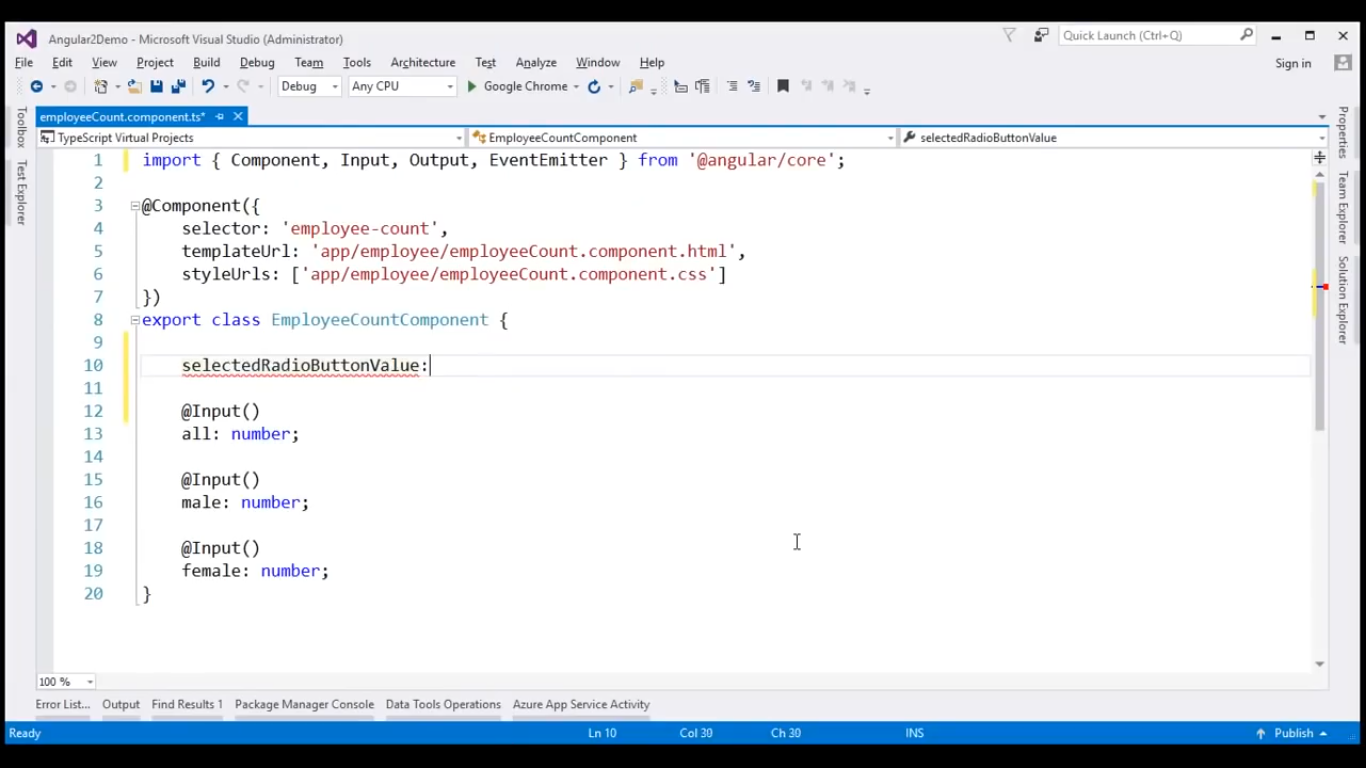 Angular2Demo - Microsoft Visual Studio (Administrator)
Quick Launch (Ctrl+Q)
File Edit View Project Build Debug Team Tools Architecture Test Analyze Window Help
Sign in
Debug Any CPU Google Chrome
employeeCount.component.ts*
TypeScript Virtual Projects EmployeeCountComponent selectedRadioButtonValue
Toolbox
Test Explorer
1 import { Component, Input, Output, EventEmitter } from '@angular/core';
2
3 @Component({
4 selector: 'employee-count',
5 templateUrl: 'app/employee/employeeCount.component.html',
6 styleUrls: ['app/employee/employeeCount.component.css']
7 })
8 export class EmployeeCountComponent {
9
10 selectedRadioButtonValue:
11
12 @Input()
13 all: number;
14
15 @Input()
16 male: number;
17
18 @Input()
19 female: number;
20 }
Properties
Team Explorer
Solution Explorer
100 %
Error List... Output Find Results 1 Package Manager Console Data Tools Operations Azure App Service Activity
Ready Ln 10 Col 30 Ch 30 INS Publish